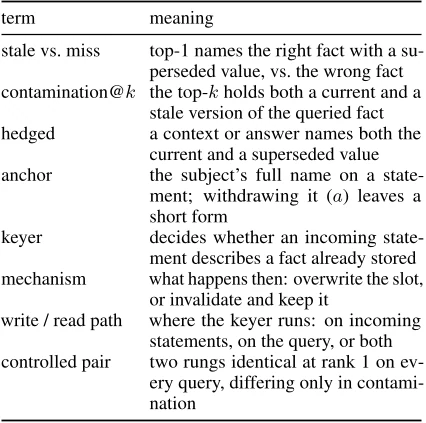 term meaning
stale vs. miss top-1 names the right fact with a su-
perseded value, vs. the wrong fact
contamination@k the top-k holds both a current and a
stale version of the queried fact
hedged a context or answer names both the
current and a superseded value
anchor the subject's full name on a state-
ment; withdrawing it (a) leaves a
short form
keyer decides whether an incoming state-
ment describes a fact already stored
mechanism what happens then: overwrite the slot,
or invalidate and keep it
write / read path where the keyer runs: on incoming
statements, on the query, or both
controlled pair two rungs identical at rank 1 on ev-
ery query, differing only in contami-
nation